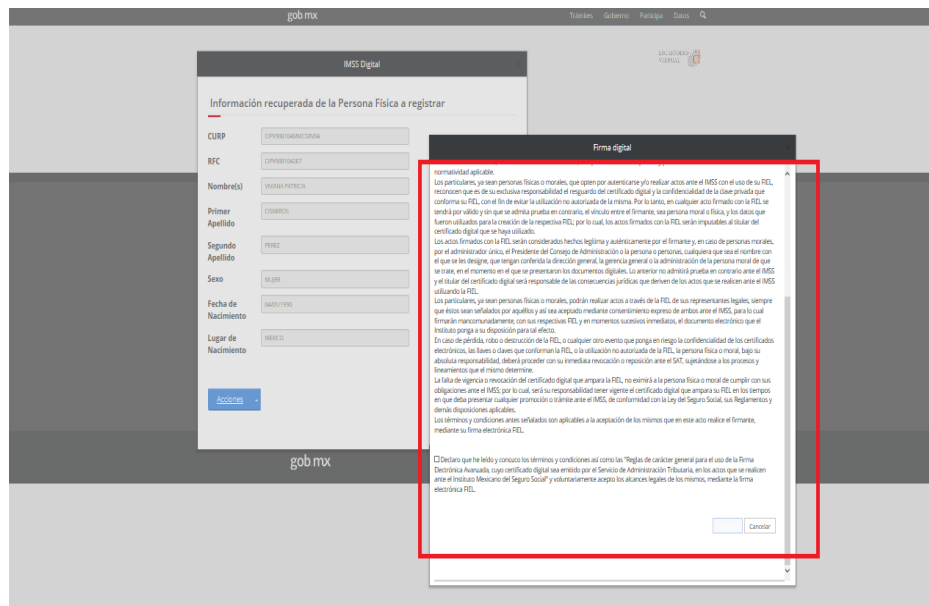 gob mx
Trámites Gobierno Participa Datos
ESCRITORIO
VIRTUAL
IMSS Digital
Información recuperada de la Persona Física a registrar
CURP
RFC
Nombre(s) VIVIANA PATRICIA
Primer
Apellido CISNEROS
Segundo
Apellido PEREZ
Sexo MUJER
Fecha de
Nacimiento
Lugar de
Nacimiento MEXICO
Acciones
gob mx
Firma digital
normatividad aplicable.
Los particulares, ya sean personas físicas o morales, que opten por autenticarse y/o realizar actos ante el IMSS con el uso de su FIEL,
reconocen que es de su exclusiva responsabilidad el resguardo del certificado digital y la confidencialidad de la clave privada que
conforma su FIEL, con el fin de evitar la utilización no autorizada de la misma. Por lo tanto, en cualquier acto firmado con la FIEL se
tendrá por válido y sin que se admita prueba en contrario, el vínculo entre el firmante, sea persona moral o física, y los datos que
fueron utilizados para la creación de la respectiva FIEL; por lo cual, los actos firmados con la FIEL serán imputables al titular del
certificado digital que se haya utilizado.
Los actos firmados con la FIEL serán considerados hechos legítima y auténticamente por el firmante y, en caso de personas morales,
por el administrador único, el Presidente del Consejo de Administración o la persona o personas, cualquiera que sea el nombre con
el que se les designe, que tengan conferida la dirección general, la gerencia general o la administración de la persona moral de que
se trate, en el momento en el que se presentaron los documentos digitales. Lo anterior no admitirá prueba en contrario ante el IMSS
y el titular del certificado digital será responsable de las consecuencias jurídicas que deriven de los actos que se realicen ante el IMSS
utilizando la FIEL.
Los particulares, ya sean personas físicas o morales, podrán realizar actos a través de la FIEL de sus representantes legales, siempre
que éstos sean señalados por aquéllos y así sea aceptado mediante consentimiento expreso de ambos ante el IMSS, para lo cual
firmarán mancomunadamente, con sus respectivas FIEL y en momentos sucesivos inmediatos, el documento electrónico que el
Instituto ponga a su disposición para tal efecto.
En caso de pérdida, robo o destrucción de la FIEL, o cualquier otro evento que ponga en riesgo la confidencialidad de los certificados
electrónicos, las llaves o claves que conforman la FIEL, o la utilización no autorizada de la FIEL, la persona física o moral, bajo su
absoluta responsabilidad, deberá proceder con su inmediata revocación o reposición ante el SAT, sujetándose a los procesos y
lineamientos que el mismo determine.
La falta de vigencia o revocación del certificado digital que ampara la FIEL, no eximirá a la persona física o moral de cumplir con sus
obligaciones ante el IMSS; por lo cual, será su responsabilidad tener vigente el certificado digital que ampara su FIEL en los tiempos
en que deba presentar cualquier promoción o trámite ante el IMSS, de conformidad con la Ley del Seguro Social, sus Reglamentos y
demás disposiciones aplicables.
Los términos y condiciones antes señalados son aplicables a la aceptación de los mismos que en este acto realice el firmante,
mediante su firma electrónica FIEL.
Declaro que he leído y conozco los términos y condiciones así como las "Reglas de carácter general para el uso de la Firma
Electrónica Avanzada, cuyo certificado digital sea emitido por el Servicio de Administración Tributaria, en los actos que se realicen
ante el Instituto Mexicano del Seguro Social" y voluntariamente acepto los alcances legales de los mismos, mediante la firma
electrónica FIEL.
Cancelar